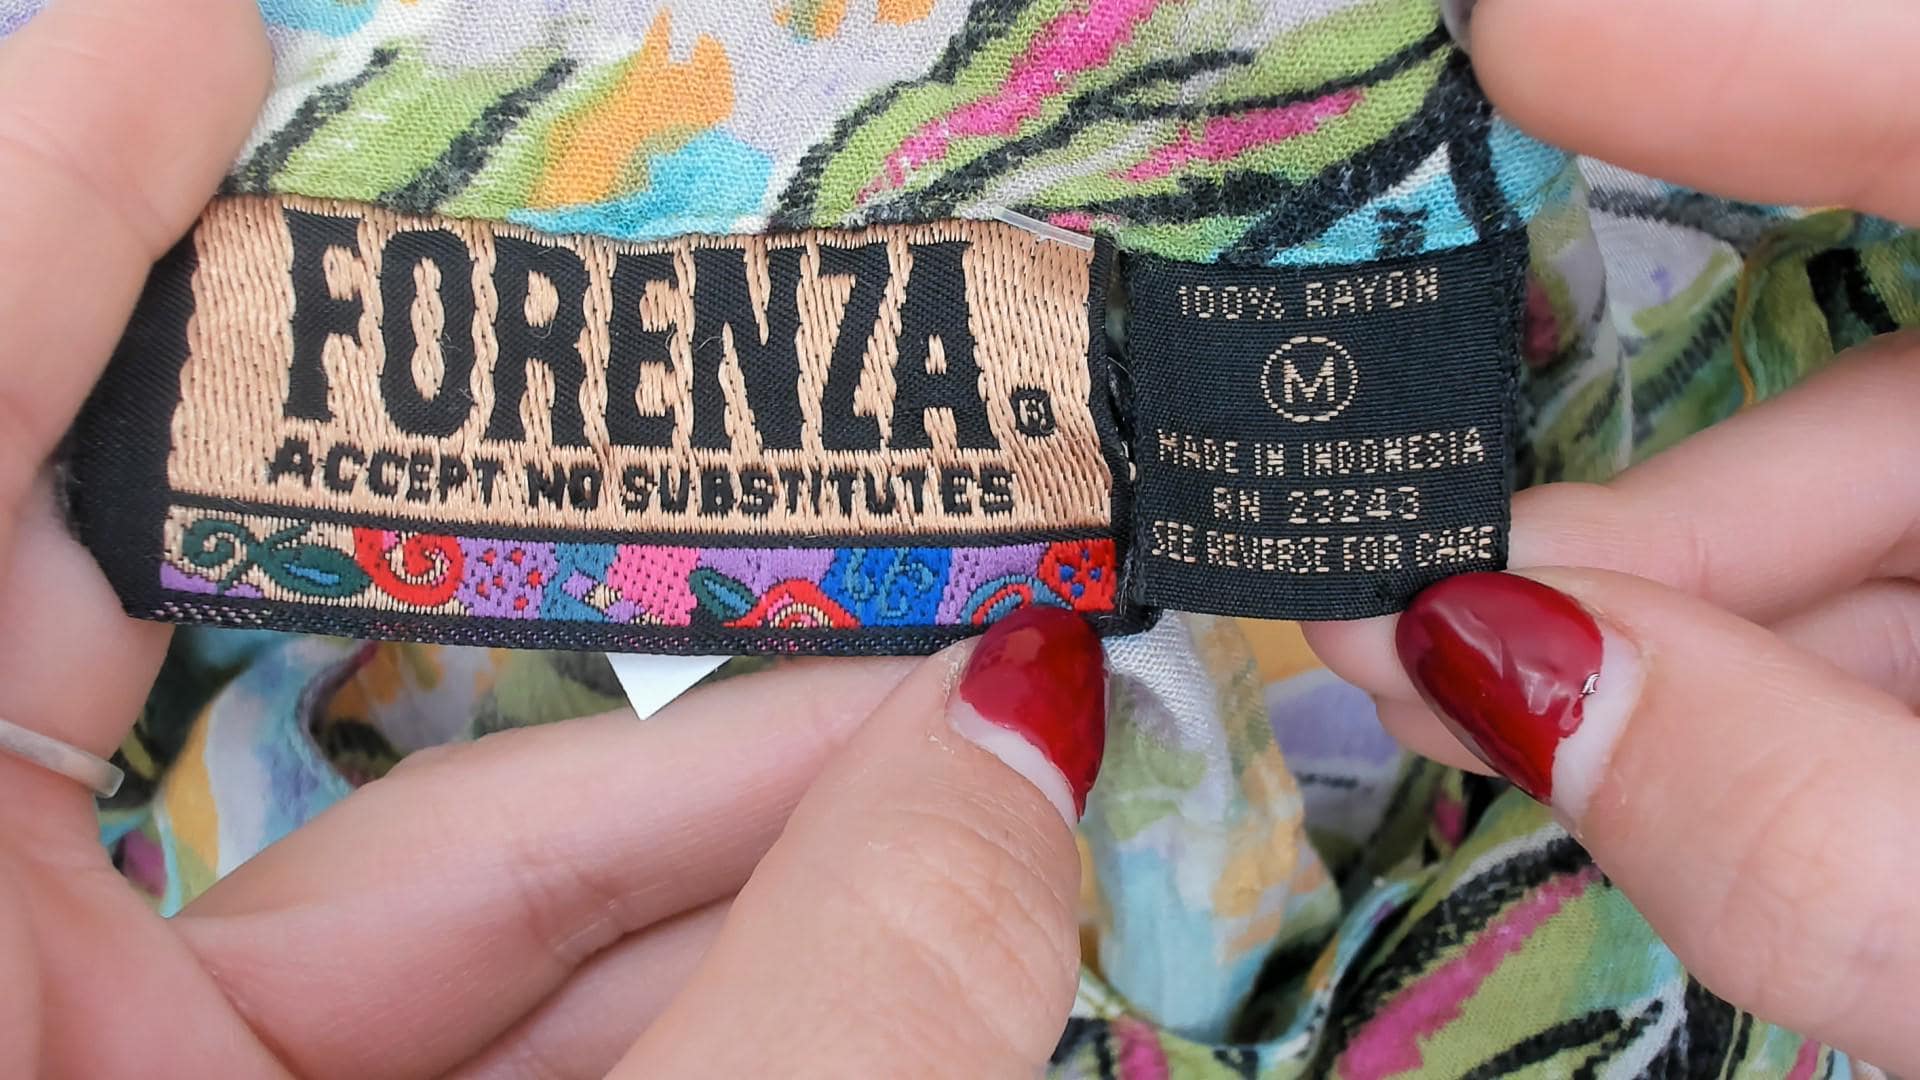 FORENZA®
ACCEPT NO SUBSTITUTES
100% RAYON
M
MADE IN INDONESIA
RN 23243
SEE REVERSE FOR CARE